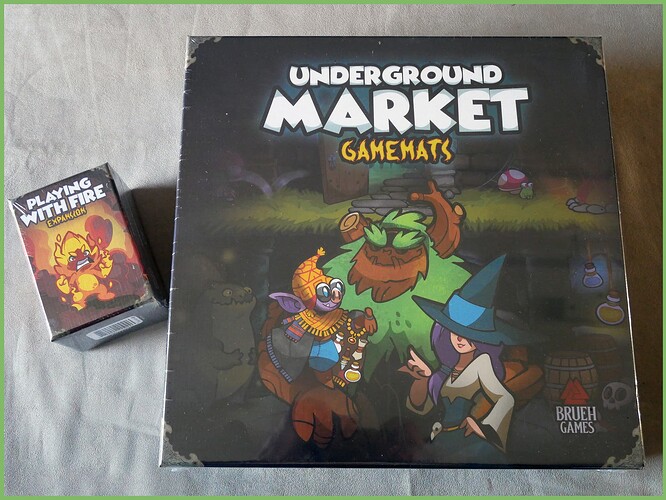 UNDERGROUND
MARKET
GAMEMATS
PLAYING
WITH FIRE
EXPANSION
BRUEH
GAMES